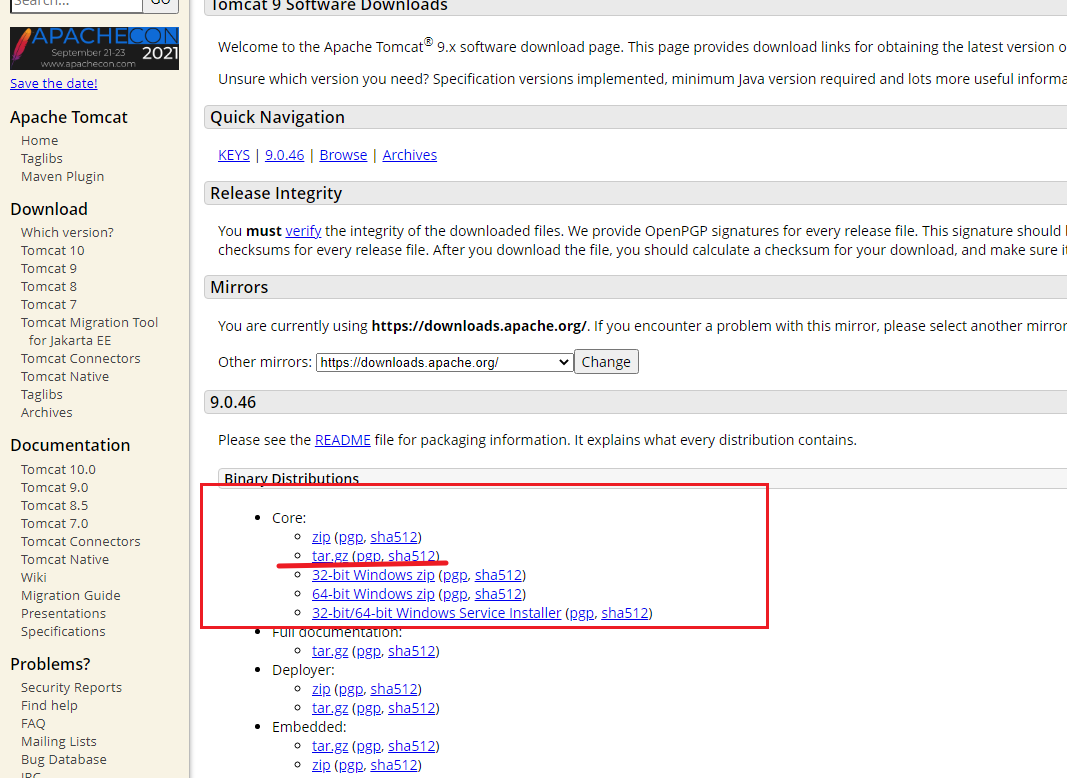 Search...
GO
APACHECON
September 21-23 2021
www.apachecon.com
Save the date!
Apache Tomcat
Home
Taglibs
Maven Plugin
Download
Which version?
Tomcat 10
Tomcat 9
Tomcat 8
Tomcat 7
Tomcat Migration Tool
for Jakarta EE
Tomcat Connectors
Tomcat Native
Taglibs
Archives
Documentation
Tomcat 10.0
Tomcat 9.0
Tomcat 8.5
Tomcat 7.0
Tomcat Connectors
Tomcat Native
Wiki
Migration Guide
Presentations
Specifications
Problems?
Security Reports
Find help
FAQ
Mailing Lists
Bug Database
IRC
Tomcat 9 Software Downloads
Welcome to the Apache Tomcat® 9.x software download page. This page provides download links for obtaining the latest version o
Unsure which version you need? Specification versions implemented, minimum Java version required and lots more useful informa
Quick Navigation
KEYS | 9.0.46 | Browse | Archives
Release Integrity
You must verify the integrity of the downloaded files. We provide OpenPGP signatures for every release file. This signature should
checksums for every release file. After you download the file, you should calculate a checksum for your download, and make sure it
Mirrors
You are currently using https://downloads.apache.org/. If you encounter a problem with this mirror, please select another mirror
Other mirrors: https://downloads.apache.org/ Change
9.0.46
Please see the README file for packaging information. It explains what every distribution contains.
Binary Distributions
• Core:
◦ zip (pgp, sha512)
◦ tar.gz (pgp, sha512)
◦ 32-bit Windows zip (pgp, sha512)
◦ 64-bit Windows zip (pgp, sha512)
◦ 32-bit/64-bit Windows Service Installer (pgp, sha512)
• Full documentation:
◦ tar.gz (pgp, sha512)
• Deployer:
◦ zip (pgp, sha512)
◦ tar.gz (pgp, sha512)
• Embedded:
◦ tar.gz (pgp, sha512)
◦ zip (pgp, sha512)